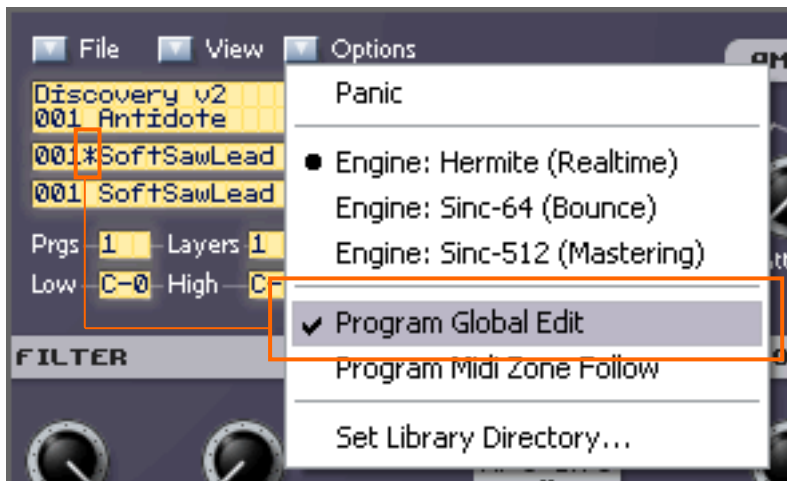 File View Options
Discovery v2
001 Antidote
001*SoftSawLead
001 SoftSawLead
Prgs 1 Layers 1
Low C-0 High C-
FILTER
Panic
Engine: Hermite (Realtime)
Engine: Sinc-64 (Bounce)
Engine: Sinc-512 (Mastering)
Program Global Edit
Program Midi Zone Follow
Set Library Directory...